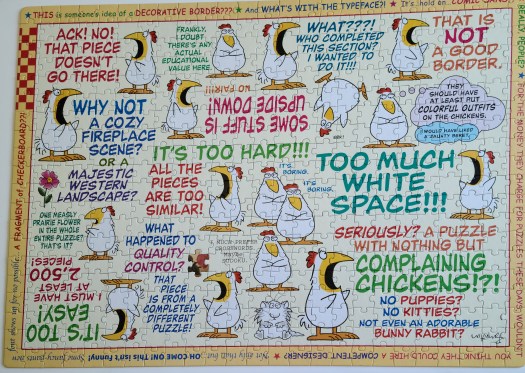 THIS is someone's idea of a DECORATIVE BORDER??!
And WHAT'S WITH THE TYPEFACE?!
COMIC SANS!
ACK! NO!
THAT PIECE
DOESN'T
GO THERE!
FRANKLY,
I DOUBT
THERE'S ANY
ACTUAL
EDUCATIONAL
VALUE HERE.
WHAT???!
WHO COMPLETED
THIS SECTION?
I WANTED TO
DO IT!!!
THAT IS
NOT
A GOOD
BORDER.
WHY NOT
A COZY
FIREPLACE
SCENE?
OR A
MAJESTIC
WESTERN
LANDSCAPE?
NO FAIR!!!
SOME STUFF IS
UPSIDE DOWN!
THEY
SHOULD HAVE
AT LEAST PUT
COLORFUL OUTFITS
ON THE CHICKENS.
I WOULD HAVE LIKED
A JAUNTY BERET.
IT'S TOO HARD!!!
ALL THE
PIECES
ARE TOO
SIMILAR!
IT'S
BORING.
IT'S
BORING.
TOO MUCH
WHITE
SPACE!!!
ONE MEASLY
PRAIRIE FLOWER
IN THE WHOLE
ENTIRE PUZZLE?
THAT'S IT?
WHAT
HAPPENED TO
QUALITY
CONTROL?
THAT
PIECE IS
FROM A
COMPLETELY
DIFFERENT
PUZZLE!
SERIOUSLY? A PUZZLE
WITH NOTHING BUT
COMPLAINING
CHICKENS!?!
NO PUPPIES?
NO KITTIES?
NOT EVEN AN ADORABLE
BUNNY RABBIT?
IT'S TOO
EASY!
I MUST HAVE
AT LEAST
2,500
PIECES!
A FRAGMENT of CHECKERBOARD??!
OH COME ON! This isn't funny!
Not only that, but
COMPETENT DESIGNER?
YOU THINK THEY COULD HIRE a